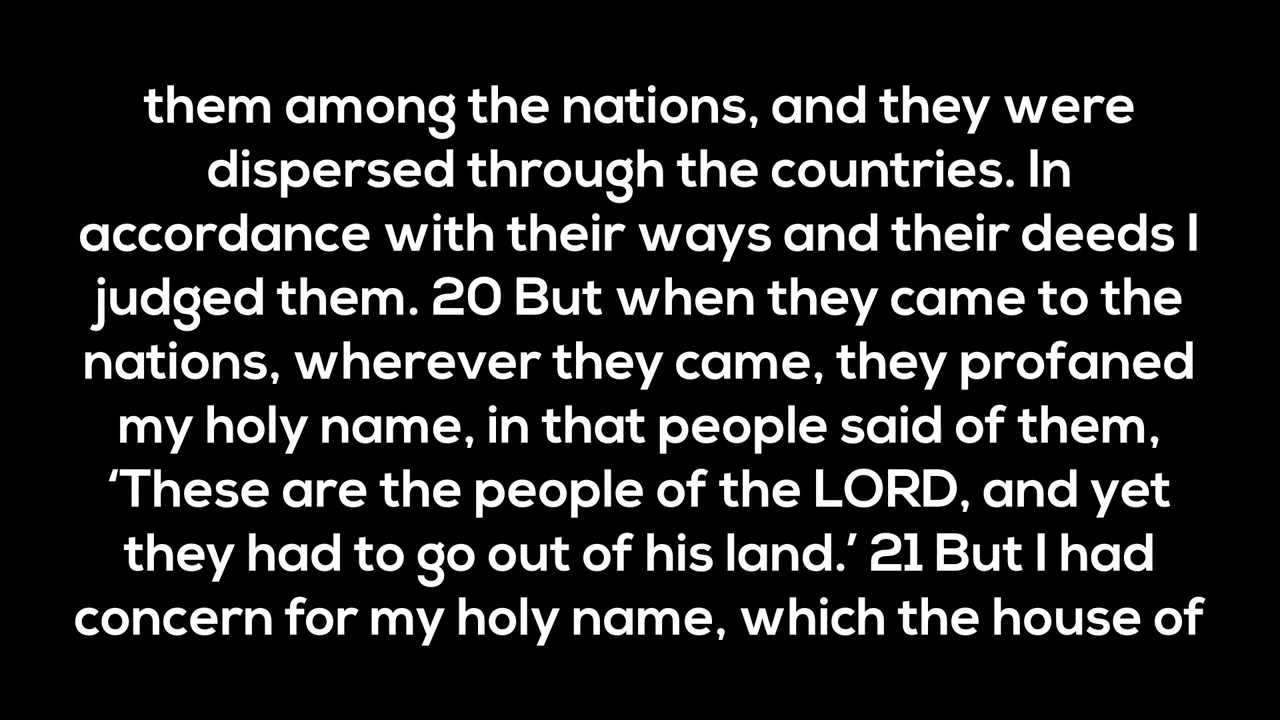 them among the nations, and they were
dispersed through the countries. In
accordance with their ways and their deeds I
judged them. 20 But when they came to the
nations, wherever they came, they profaned
my holy name, in that people said of them,
‘These are the people of the LORD, and yet
they had to go out of his land.’ 21 But I had
concern for my holy name, which the house of